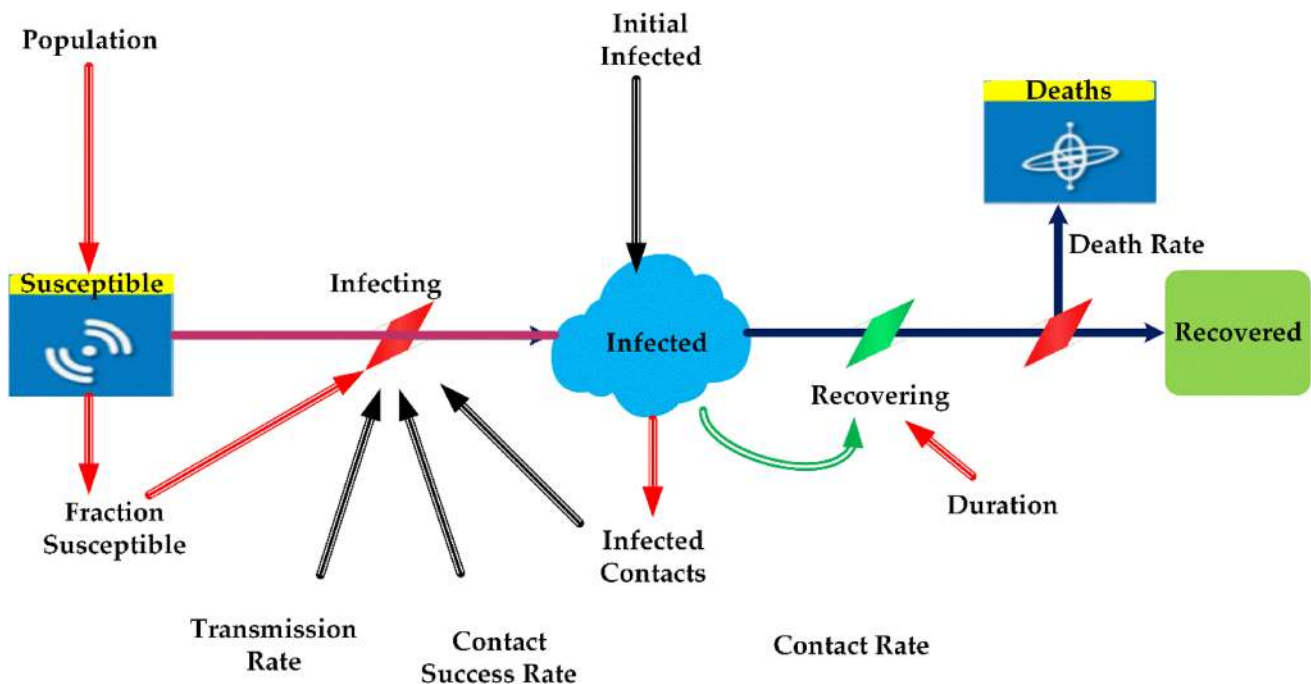 Population
Initial
Infected
Deaths
Death Rate
Susceptible
Infecting
Infected
Recovered
Recovering
Fraction
Susceptible
Infected
Contacts
Duration
Transmission
Rate
Contact
Success Rate
Contact Rate